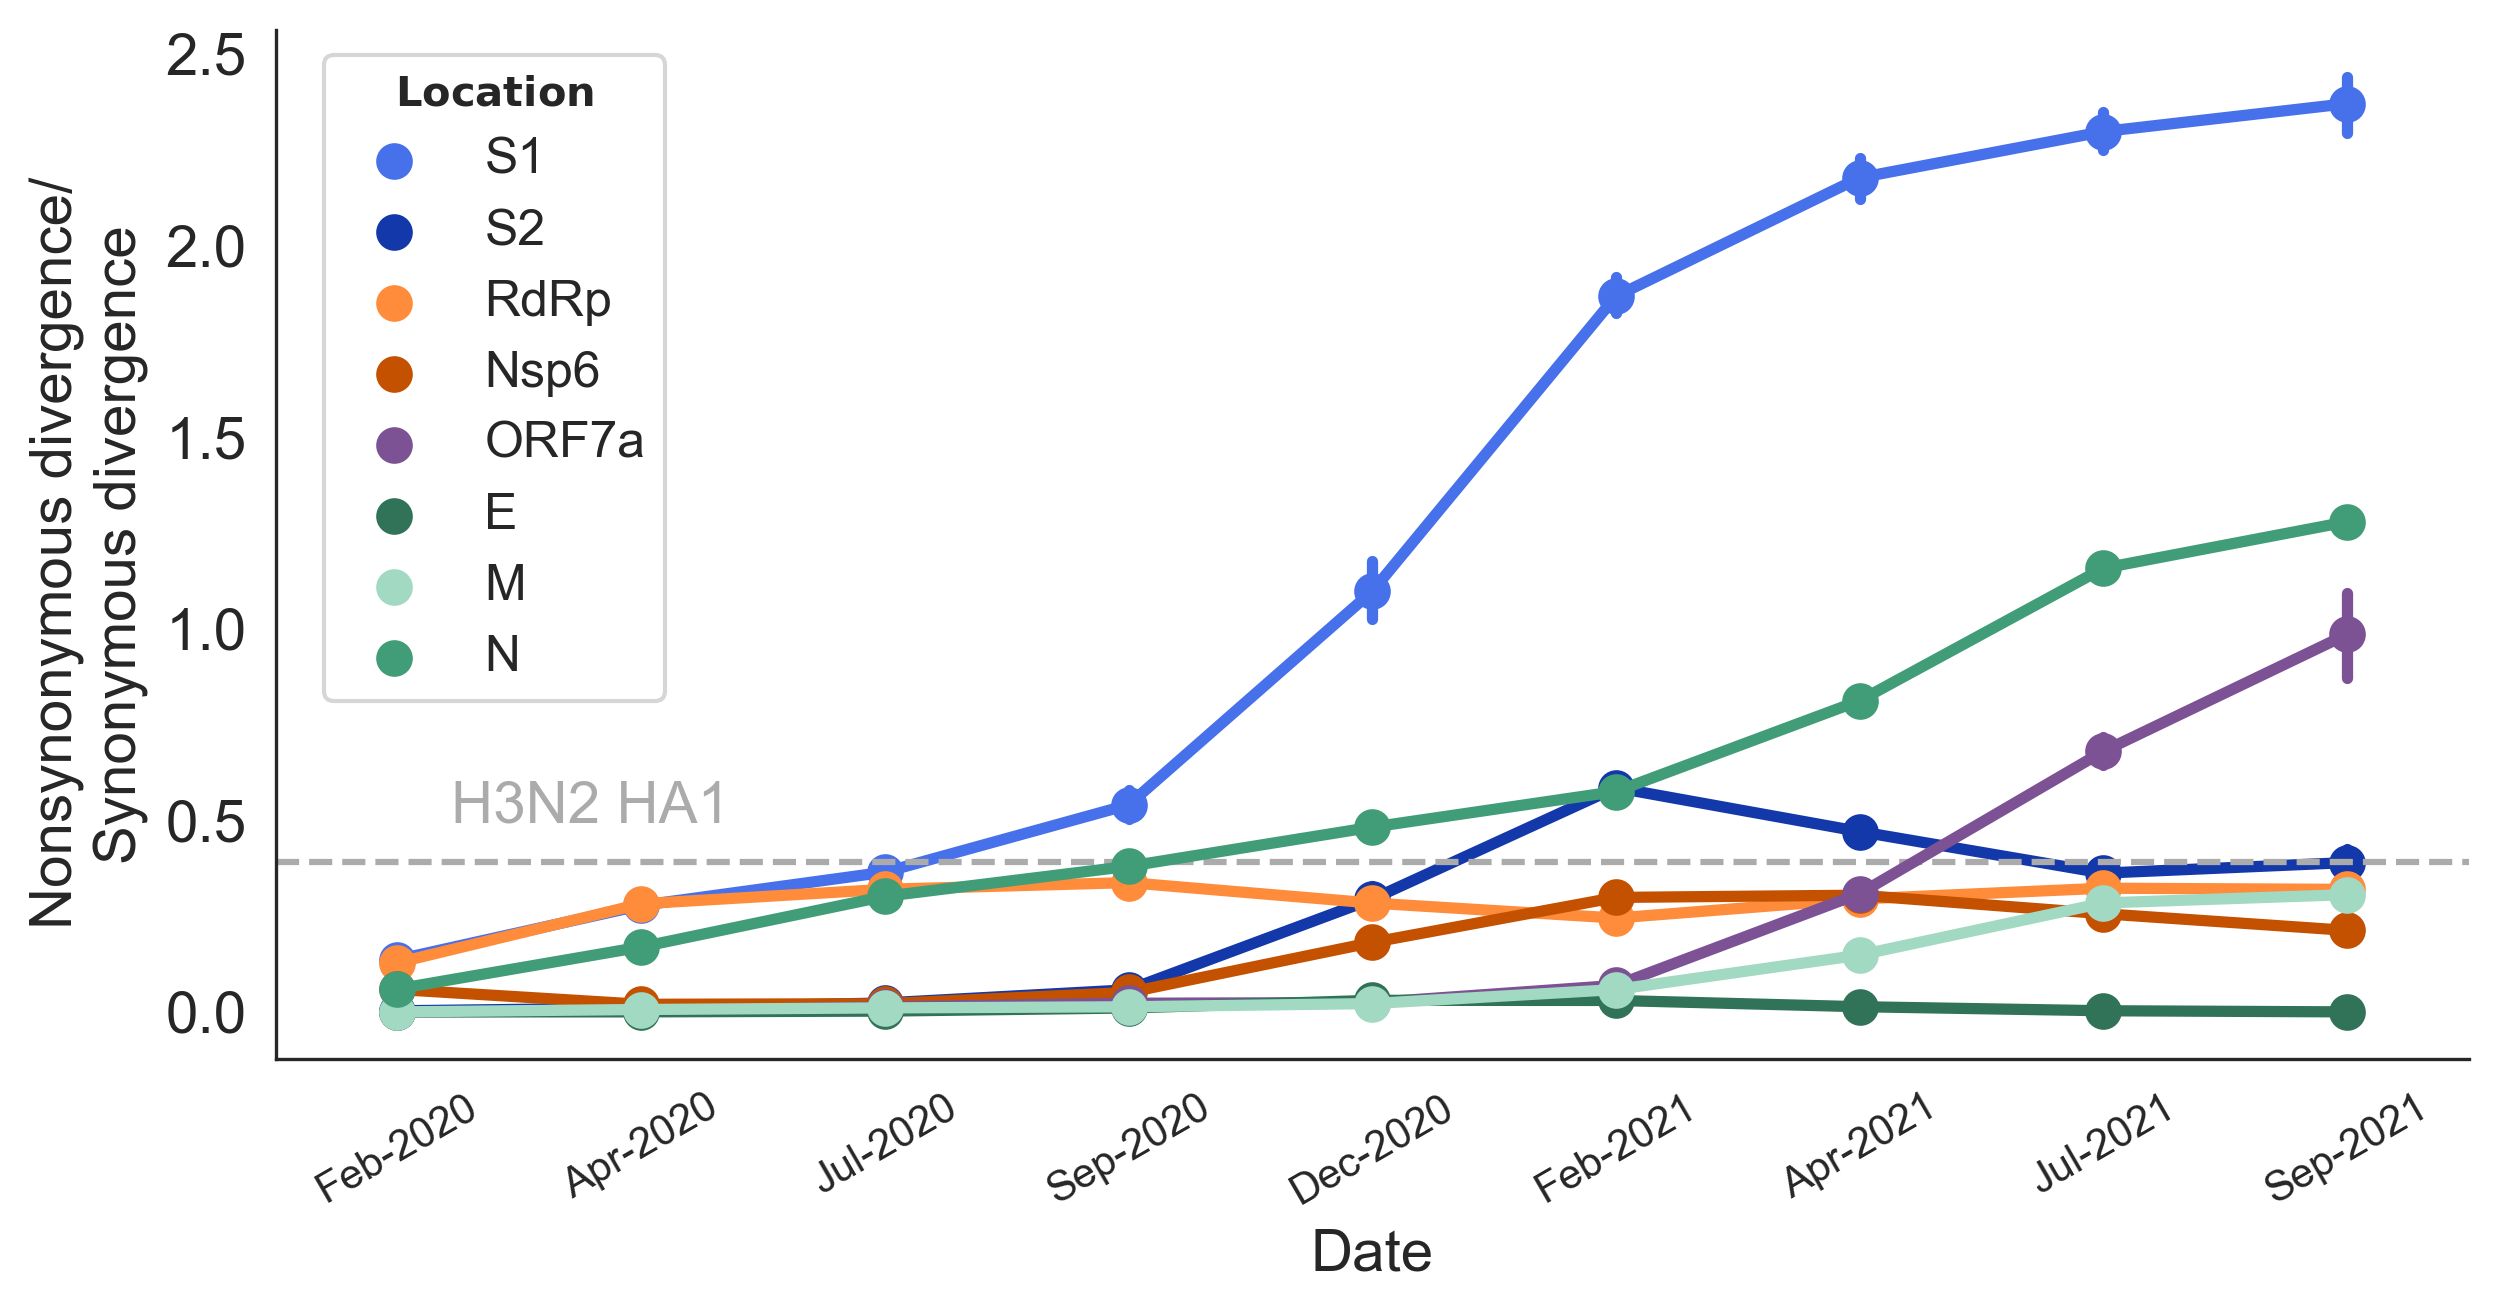 Nonsynonymous divergence/
Synonymous divergence
2.5
2.0
1.5
1.0
0.5
0.0
Location
S1
S2
RdRp
Nsp6
ORF7a
E
M
N
H3N2 HA1
Feb-2020
Apr-2020
Jul-2020
Sep-2020
Dec-2020
Feb-2021
Apr-2021
Jul-2021
Sep-2021
Date